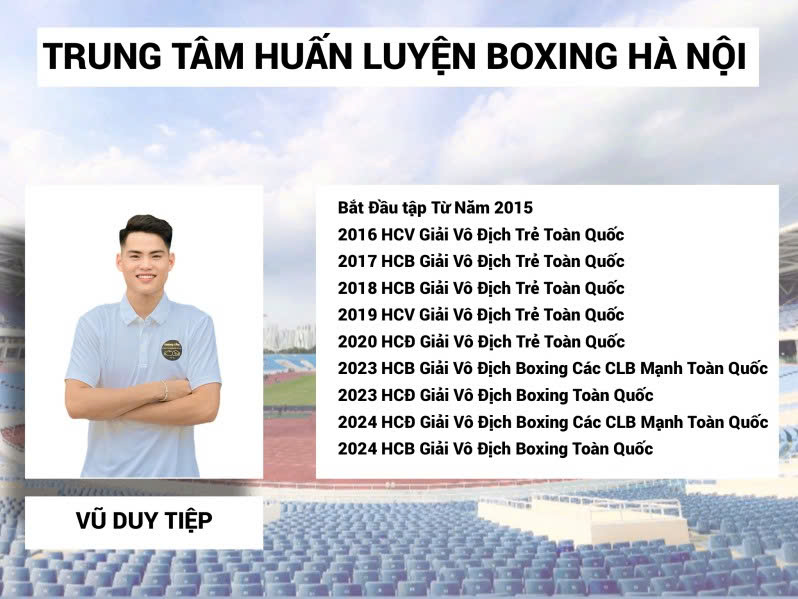 TRUNG TÂM HUẤN LUYỆN BOXING HÀ NỘI
Bắt Đầu tập Từ Năm 2015
2016 HCV Giải Vô Địch Trẻ Toàn Quốc
2017 HCB Giải Vô Địch Trẻ Toàn Quốc
2018 HCB Giải Vô Địch Trẻ Toàn Quốc
2019 HCV Giải Vô Địch Trẻ Toàn Quốc
2020 HCĐ Giải Vô Địch Trẻ Toàn Quốc
2023 HCB Giải Vô Địch Boxing Các CLB Mạnh Toàn Quốc
2023 HCĐ Giải Vô Địch Boxing Toàn Quốc
2024 HCĐ Giải Vô Địch Boxing Các CLB Mạnh Toàn Quốc
2024 HCB Giải Vô Địch Boxing Toàn Quốc
VŨ DUY TIỆP